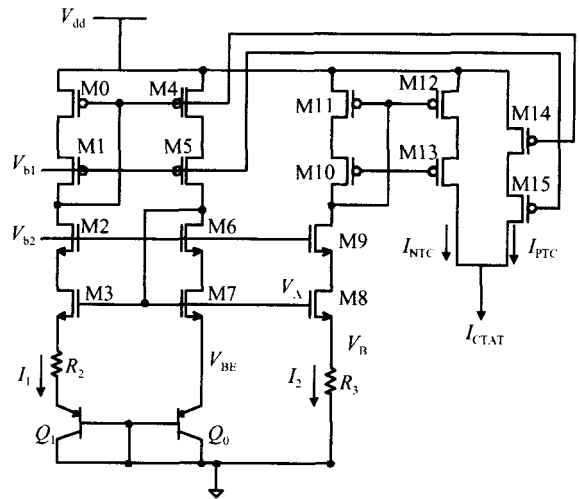 V_dd
M0
M4
M11
M12
M14
V_b1
M1
M5
M10
M13
M15
V_b2
M2
M6
M9
I_NTC
I_PTC
M3
M7
V_A
M8
I_CTAT
I_1
R_2
V_BE
I_2
V_B
R_3
Q_1
Q_0